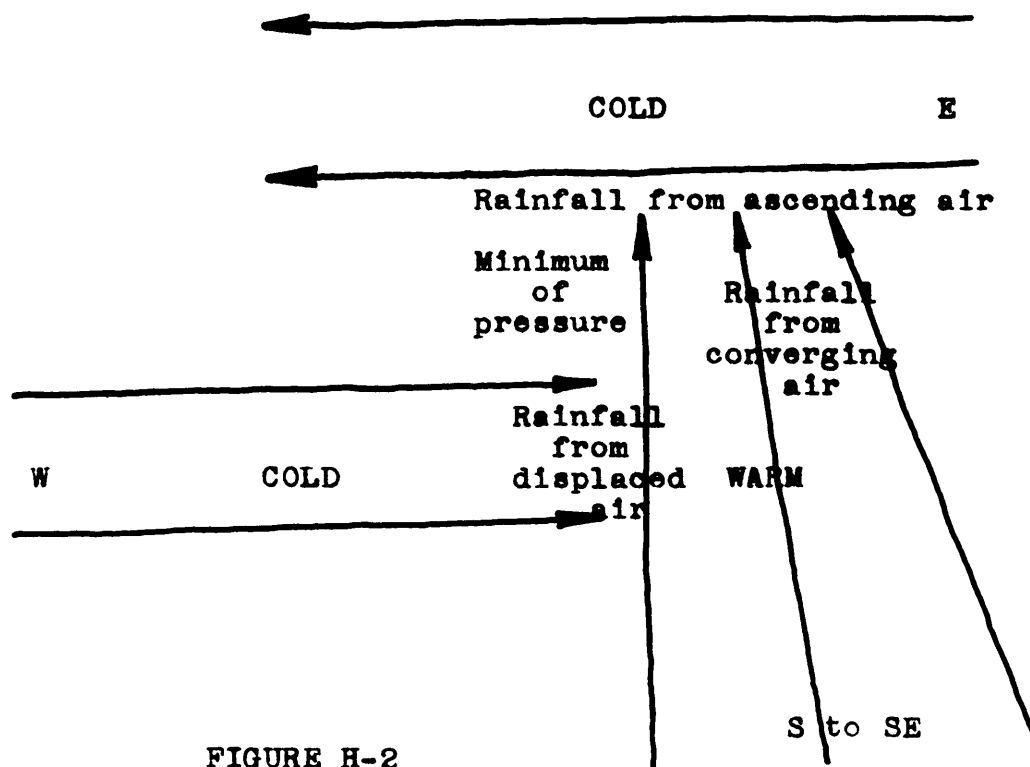 COLD
E
Rainfall from ascending air
Minimum
of
pressure
Rainfall
from
converging
air
Rainfall
from
displaced
air
W
COLD
WARM
S to SE
FIGURE H-2